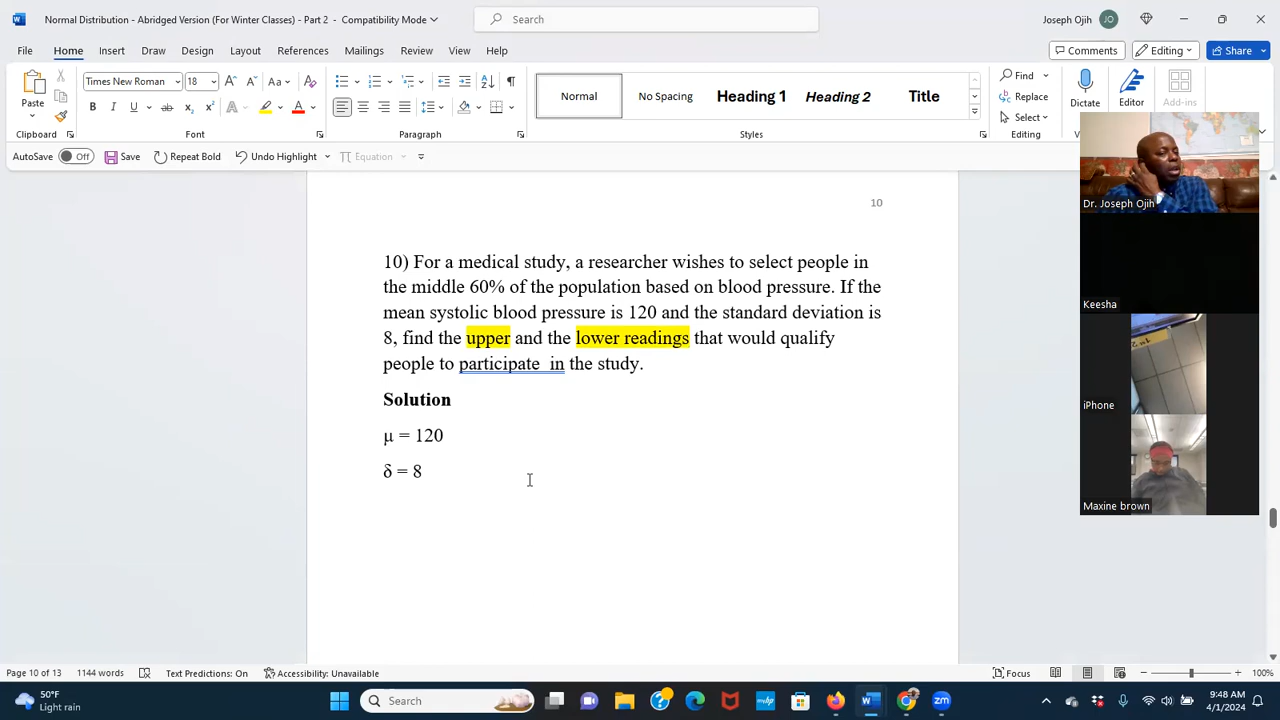 Normal Distribution - Abridged Version (For Winter Classes) - Part 2 - Compatibility Mode
Search
Joseph Ojih
JO
File Home Insert Draw Design Layout References Mailings Review View Help
Comments
Editing
Share
Paste
Times New Roman
18
Normal
No Spacing
Heading 1
Heading 2
Title
Find
Replace
Select
Dictate
Editor
Add-ins
Clipboard
Font
Paragraph
Styles
Editing
AutoSave Off Save Repeat Bold Undo Highlight Equation
10
10) For a medical study, a researcher wishes to select people in
the middle 60% of the population based on blood pressure. If the
mean systolic blood pressure is 120 and the standard deviation is
8, find the upper and the lower readings that would qualify
people to participate in the study.
Solution
μ = 120
δ = 8
Dr. Joseph Ojih
Keesha
iPhone
Maxine brown
Page 10 of 13 1144 words Text Predictions: On Accessibility: Unavailable
Focus
100%
50°F
Light rain
Search
9:48 AM
4/1/2024